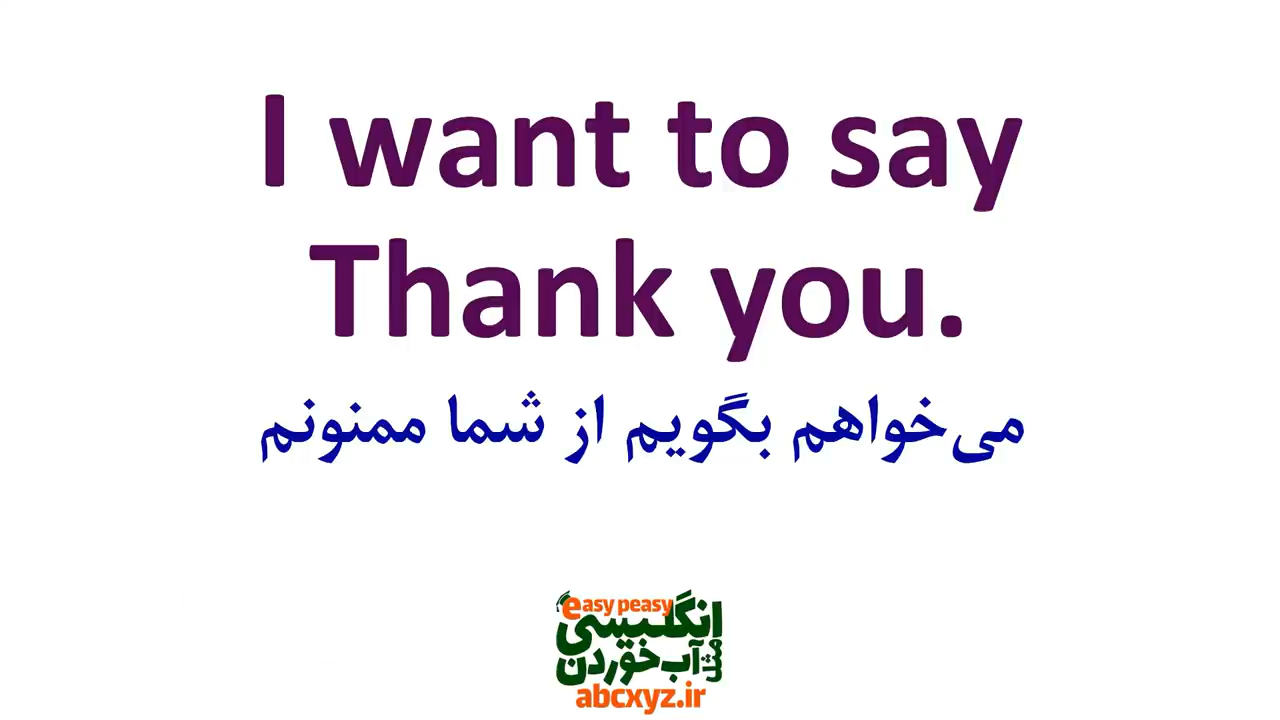 I want to say
Thank you.
می‌خواهم بگویم از شما ممنونم
easy peasy
انگلیسی
مثل آب خوردن
abcxyz.ir